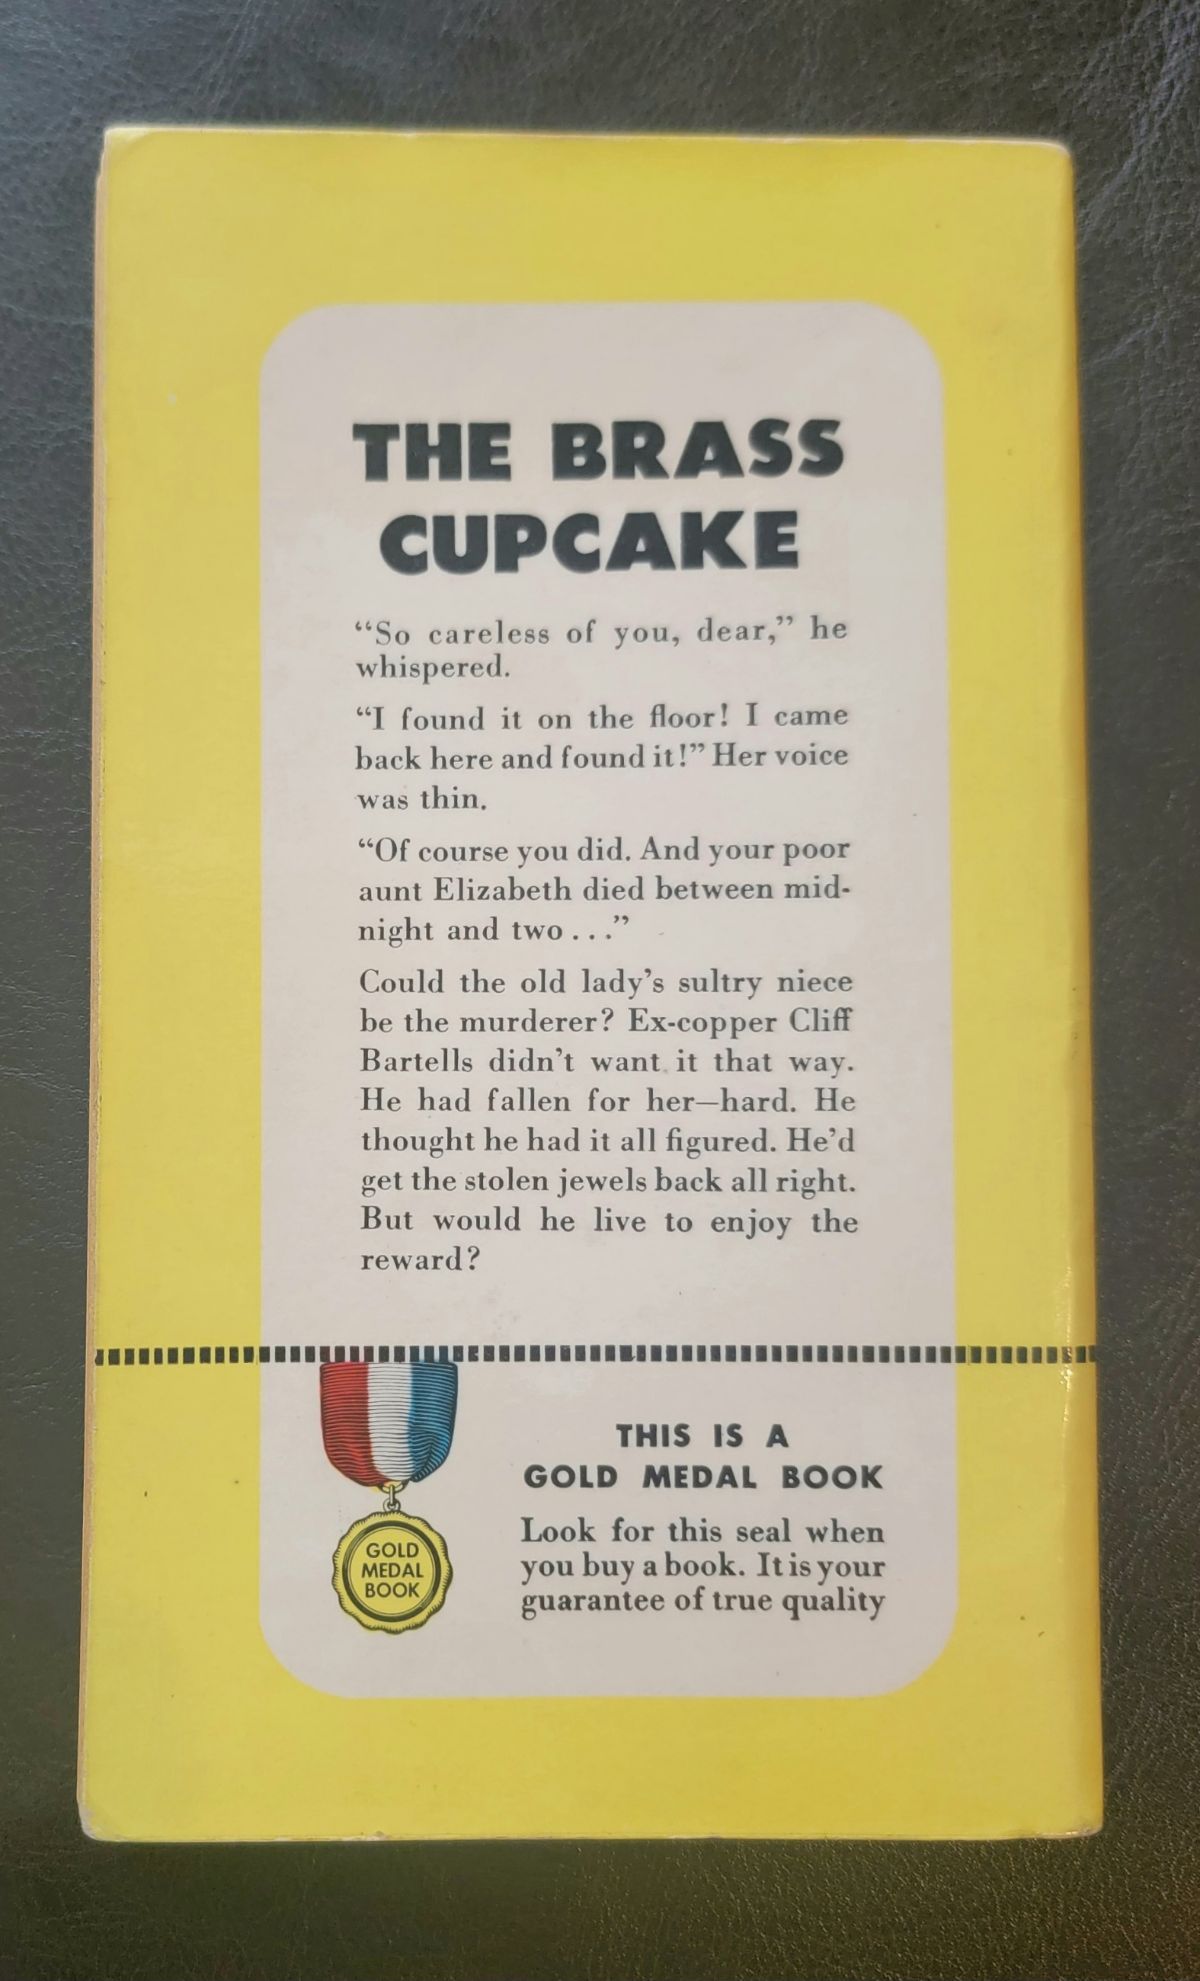 THE BRASS
CUPCAKE
“So careless of you, dear,” he
whispered.
“I found it on the floor! I came
back here and found it!” Her voice
was thin.
“Of course you did. And your poor
aunt Elizabeth died between mid-
night and two . . .”
Could the old lady’s sultry niece
be the murderer? Ex-copper Cliff
Bartells didn’t want it that way.
He had fallen for her—hard. He
thought he had it all figured. He’d
get the stolen jewels back all right.
But would he live to enjoy the
reward?
GOLD
MEDAL
BOOK
THIS IS A
GOLD MEDAL BOOK
Look for this seal when
you buy a book. It is your
guarantee of true quality